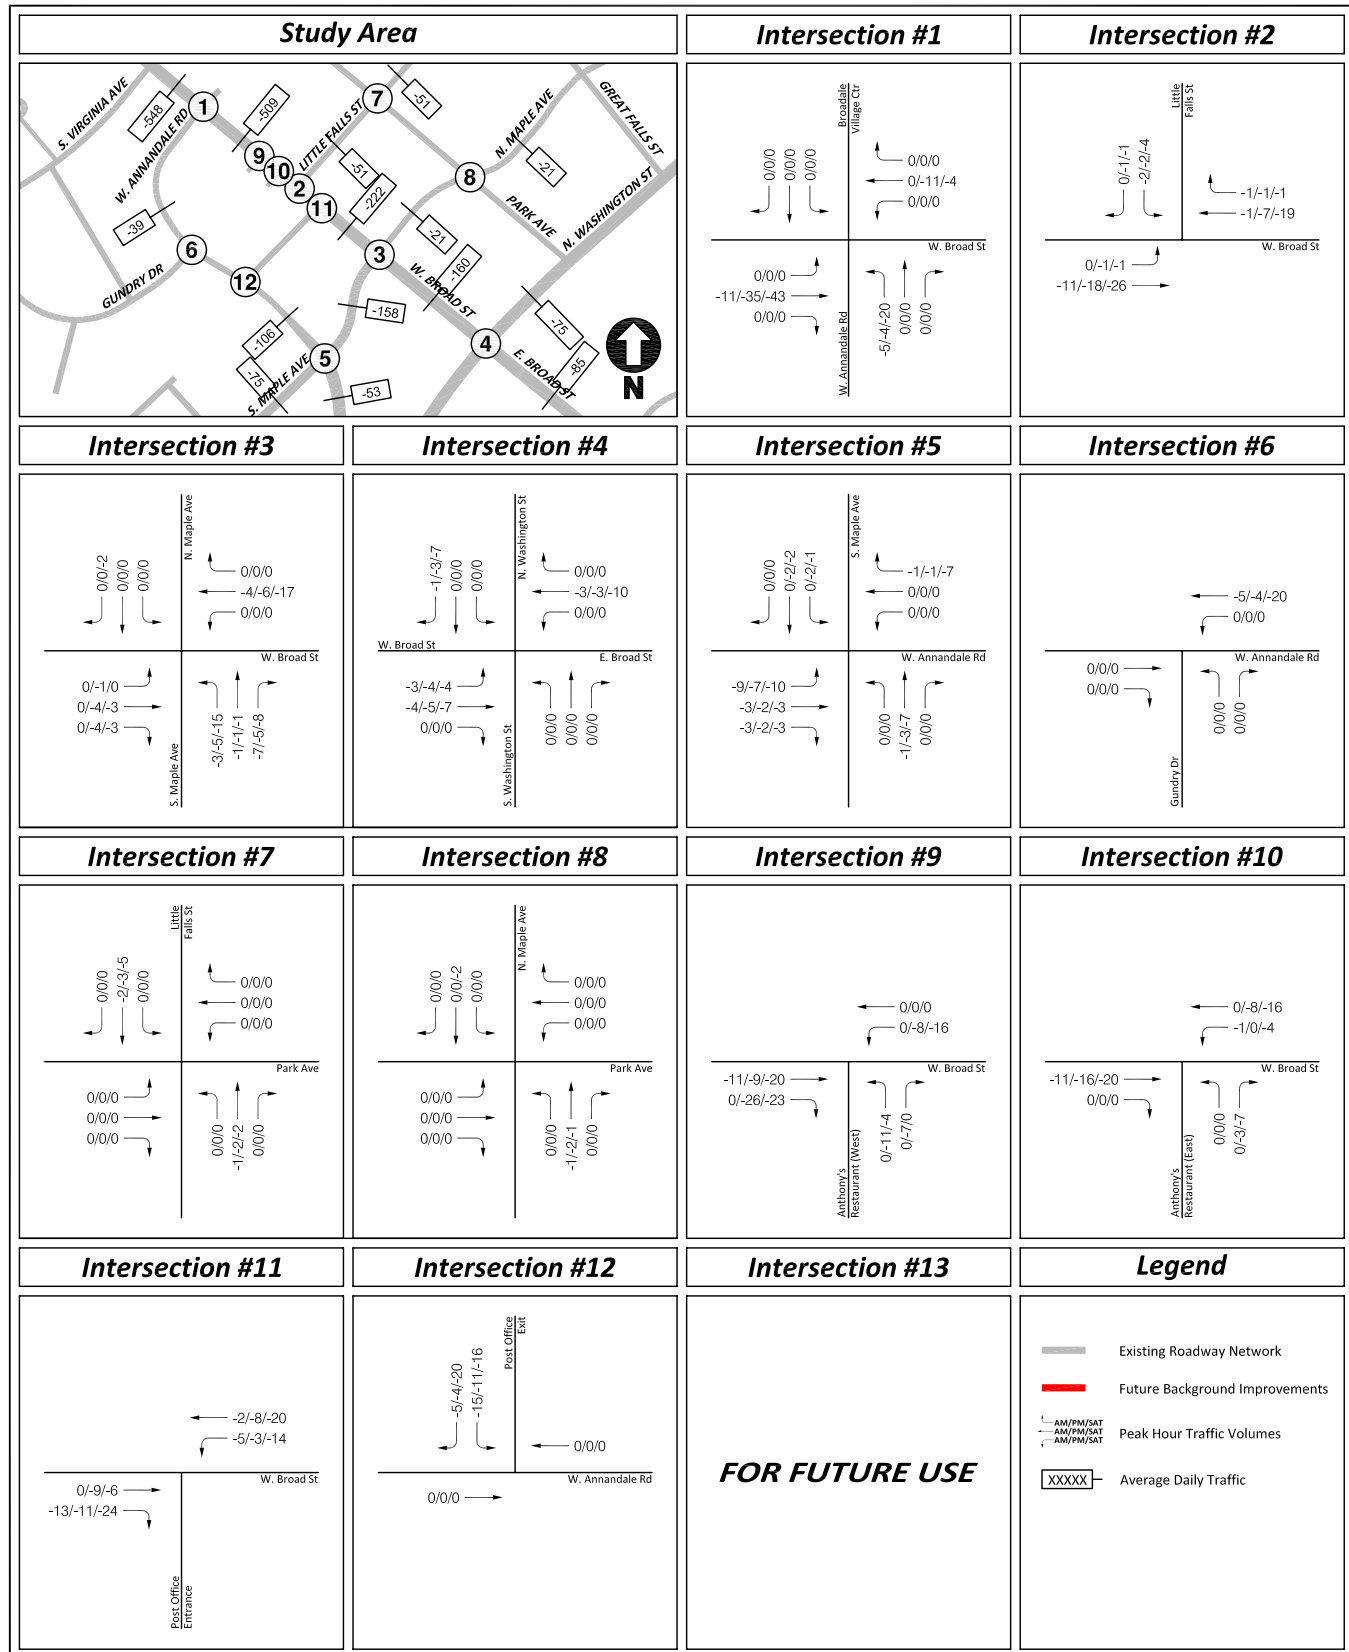 Study Area
Intersection #1
Intersection #2
S. VIRGINIA AVE
W. ANNANDALE RD
LITTLE FALLS ST
N. MAPLE AVE
GREAT FALLS ST
N. WASHINGTON ST
PARK AVE
W. BROAD ST
E. BROAD ST
S. MAPLE AVE
GUNDRY DR
-548
-509
-51
-51
-222
-21
-21
-160
-39
-158
-106
-75
-53
-75
-85
1
7
9
10
2
11
8
3
6
12
5
4
N
Broadale
Village Ctr
0/0/0
0/0/0
0/0/0
0/0/0
0/-11/-4
0/0/0
W. Broad St
0/0/0
-11/-35/-43
0/0/0
-5/-4/-20
0/0/0
0/0/0
W. Annandale Rd
Little
Falls St
0/-1/-1
-2/-2/-4
-1/-1/-1
-1/-7/-19
W. Broad St
0/-1/-1
-11/-18/-26
Intersection #3
Intersection #4
Intersection #5
Intersection #6
N. Maple Ave
0/0/-2
0/0/0
0/0/0
0/0/0
-4/-6/-17
0/0/0
W. Broad St
0/-1/0
0/-4/-3
0/-4/-3
-3/-5/-15
-1/-1/-1
-7/-5/-8
S. Maple Ave
N. Washington St
-1/-3/-7
0/0/0
0/0/0
0/0/0
-3/-3/-10
0/0/0
W. Broad St
E. Broad St
-3/-4/-4
-4/-5/-7
0/0/0
0/0/0
0/0/0
0/0/0
S. Washington St
S. Maple Ave
0/0/0
0/-2/-2
0/-2/-1
-1/-1/-7
0/0/0
0/0/0
W. Annandale Rd
-9/-7/-10
-3/-2/-3
-3/-2/-3
0/0/0
-1/-3/-7
0/0/0
-5/-4/-20
0/0/0
W. Annandale Rd
0/0/0
0/0/0
0/0/0
0/0/0
Gundry Dr
Intersection #7
Intersection #8
Intersection #9
Intersection #10
Little
Falls St
0/0/0
-2/-3/-5
0/0/0
0/0/0
0/0/0
0/0/0
Park Ave
0/0/0
0/0/0
0/0/0
0/0/0
-1/-2/-2
0/0/0
N. Maple Ave
0/0/0
0/0/-2
0/0/0
0/0/0
0/0/0
0/0/0
Park Ave
0/0/0
0/0/0
0/0/0
0/0/0
-1/-2/-1
0/0/0
0/0/0
0/-8/-16
W. Broad St
-11/-9/-20
0/-26/-23
0/-11/-4
0/-7/0
Anthony's
Restaurant (West)
0/-8/-16
-1/0/-4
W. Broad St
-11/-16/-20
0/0/0
0/0/0
0/-3/-7
Anthony's
Restaurant (East)
Intersection #11
Intersection #12
Intersection #13
Legend
-2/-8/-20
-5/-3/-14
W. Broad St
0/-9/-6
-13/-11/-24
Post Office
Entrance
Post Office
Exit
-5/-4/-20
-15/-11/-16
0/0/0
W. Annandale Rd
0/0/0
FOR FUTURE USE
Existing Roadway Network
Future Background Improvements
AM/PM/SAT
AM/PM/SAT
AM/PM/SAT
Peak Hour Traffic Volumes
XXXXX
Average Daily Traffic